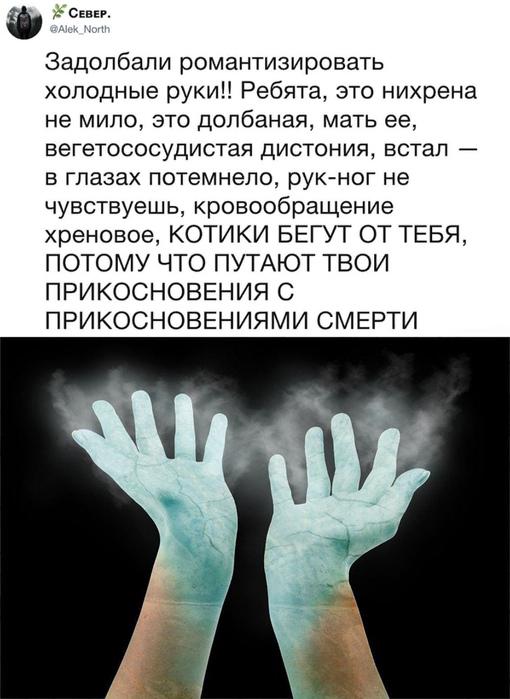 🌿 Север.
@Alek_North
Задолбали романтизировать
холодные руки!! Ребята, это нихрена
не мило, это долбаная, мать ее,
вегетососудистая дистония, встал —
в глазах потемнело, рук-ног не
чувствуешь, кровообращение
хреновое, КОТИКИ БЕГУТ ОТ ТЕБЯ,
ПОТОМУ ЧТО ПУТАЮТ ТВОИ
ПРИКОСНОВЕНИЯ С
ПРИКОСНОВЕНИЯМИ СМЕРТИ